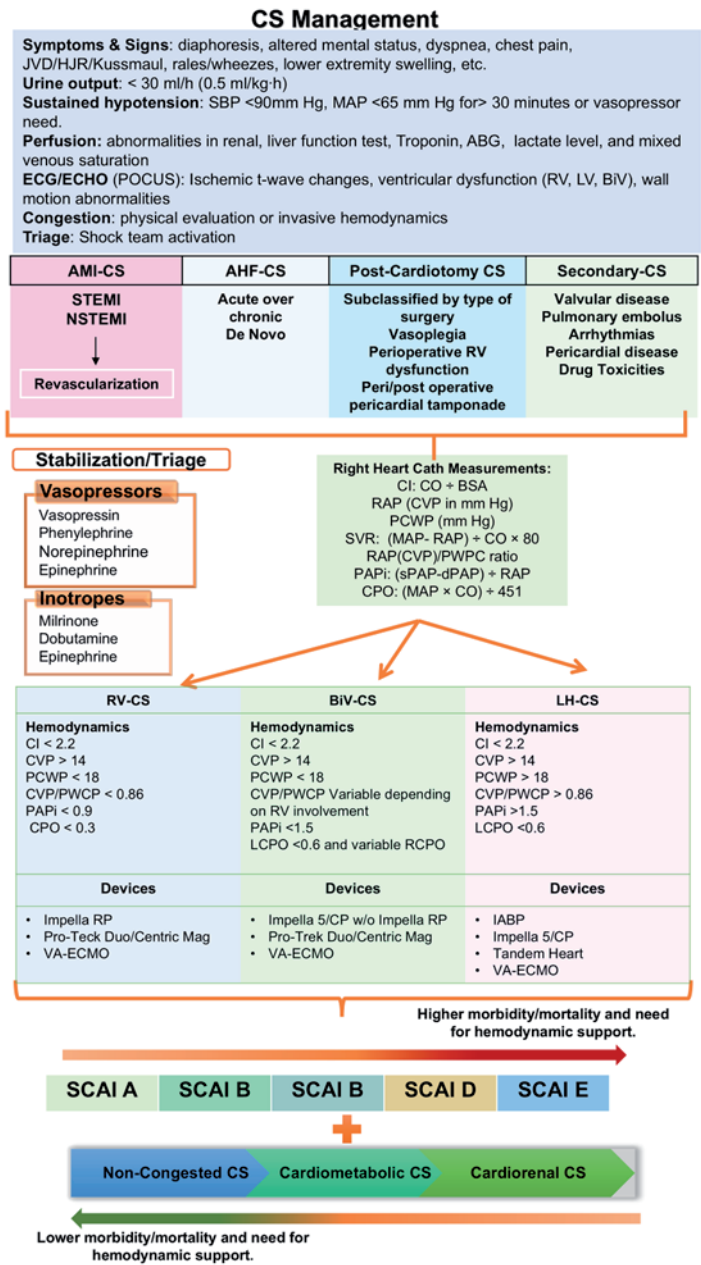 CS Management
Symptoms & Signs: diaphoresis, altered mental status, dyspnea, chest pain,
JVD/HJR/Kussmaul, rales/wheezes, lower extremity swelling, etc.
Urine output: < 30 ml/h (0.5 ml/kg·h)
Sustained hypotension: SBP <90mm Hg, MAP <65 mm Hg for> 30 minutes or vasopressor
need.
Perfusion: abnormalities in renal, liver function test, Troponin, ABG, lactate level, and mixed
venous saturation
ECG/ECHO (POCUS): Ischemic t-wave changes, ventricular dysfunction (RV, LV, BiV), wall
motion abnormalities
Congestion: physical evaluation or invasive hemodynamics
Triage: Shock team activation
AMI-CS
STEMI
NSTEMI
Revascularization
AHF-CS
Acute over
chronic
De Novo
Post-Cardiotomy CS
Subclassified by type of
surgery
Vasoplegia
Perioperative RV
dysfunction
Peri/post operative
pericardial tamponade
Secondary-CS
Valvular disease
Pulmonary embolus
Arrhythmias
Pericardial disease
Drug Toxicities
Stabilization/Triage
Vasopressors
Vasopressin
Phenylephrine
Norepinephrine
Epinephrine
Inotropes
Milrinone
Dobutamine
Epinephrine
Right Heart Cath Measurements:
CI: CO ÷ BSA
RAP (CVP in mm Hg)
PCWP (mm Hg)
SVR: (MAP- RAP) ÷ CO × 80
RAP(CVP)/PWPC ratio
PAPi: (sPAP-dPAP) ÷ RAP
CPO: (MAP × CO) ÷ 451
RV-CS
Hemodynamics
CI < 2.2
CVP > 14
PCWP < 18
CVP/PWCP < 0.86
PAPi < 0.9
CPO < 0.3
Devices
• Impella RP
• Pro-Teck Duo/Centric Mag
• VA-ECMO
BiV-CS
Hemodynamics
CI < 2.2
CVP > 14
PCWP < 18
CVP/PWCP Variable depending
on RV involvement
PAPi <1.5
LCPO <0.6 and variable RCPO
Devices
• Impella 5/CP w/o Impella RP
• Pro-Trek Duo/Centric Mag
• VA-ECMO
LH-CS
Hemodynamics
CI < 2.2
CVP > 14
PCWP > 18
CVP/PWCP > 0.86
PAPi >1.5
LCPO <0.6
Devices
• IABP
• Impella 5/CP
• Tandem Heart
• VA-ECMO
Higher morbidity/mortality and need
for hemodynamic support.
SCAI A
SCAI B
SCAI B
SCAI D
SCAI E
Non-Congested CS
Cardiometabolic CS
Cardiorenal CS
Lower morbidity/mortality and need for
hemodynamic support.